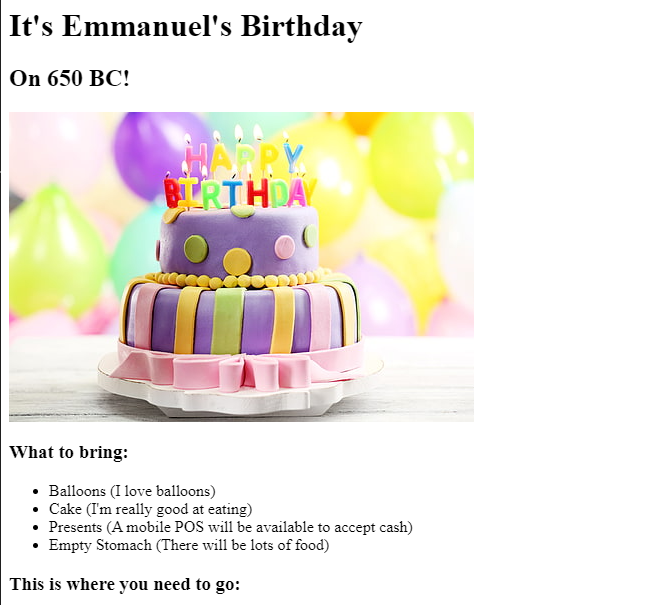 It's Emmanuel's Birthday
On 650 BC!
HAPPY
BIRTHDAY
What to bring:
Balloons (I love balloons)
Cake (I'm really good at eating)
Presents (A mobile POS will be available to accept cash)
Empty Stomach (There will be lots of food)
This is where you need to go: